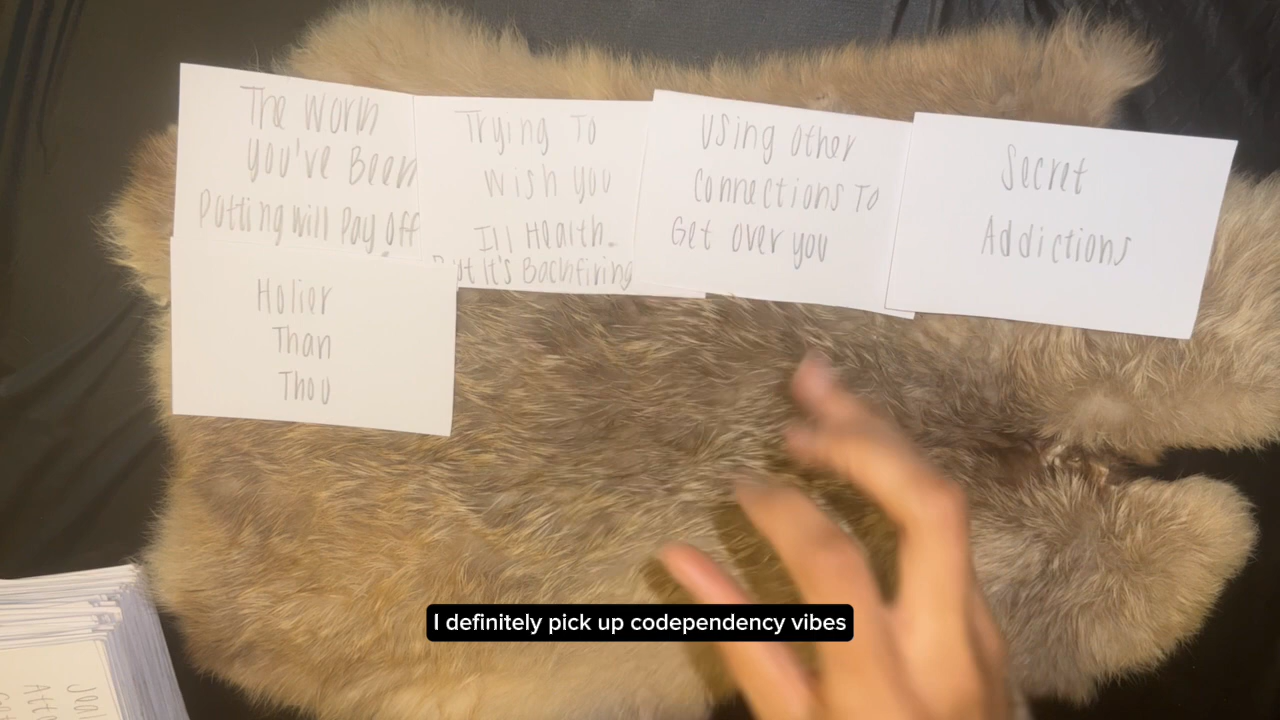 The Work
You've Been
Putting Will Pay Off
Trying To
Wish You
Ill Health.
But It's Backfiring
Using Other
Connections To
Get Over You
Secret
Addictions
Holier
Than
Thou
I definitely pick up codependency vibes